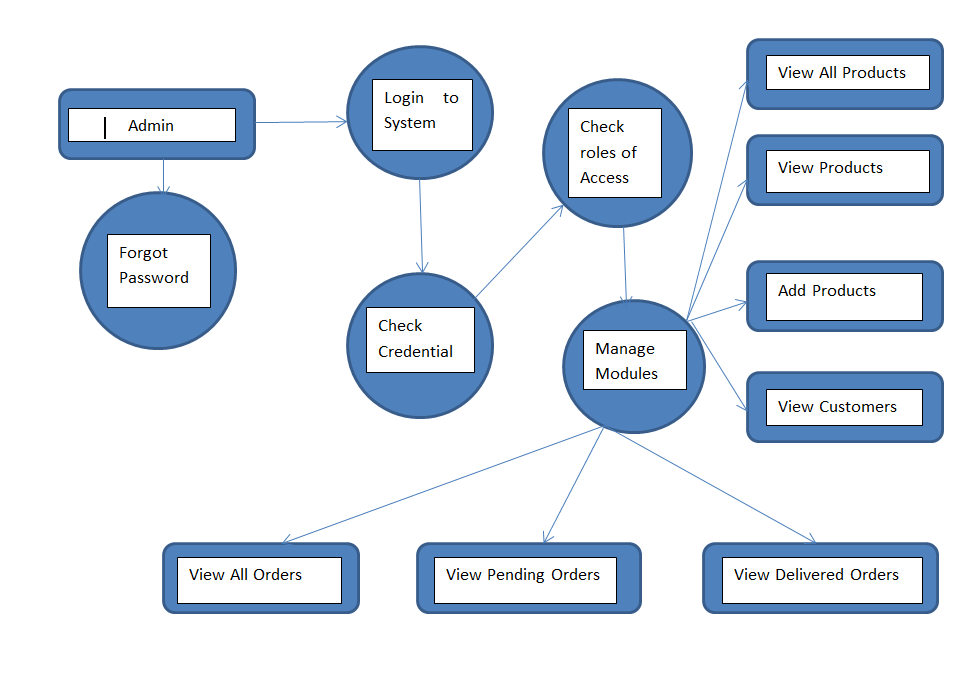 Admin
Login to
System
Check
roles of
Access
View All Products
View Products
Forgot
Password
Check
Credential
Manage
Modules
Add Products
View Customers
View All Orders
View Pending Orders
View Delivered Orders